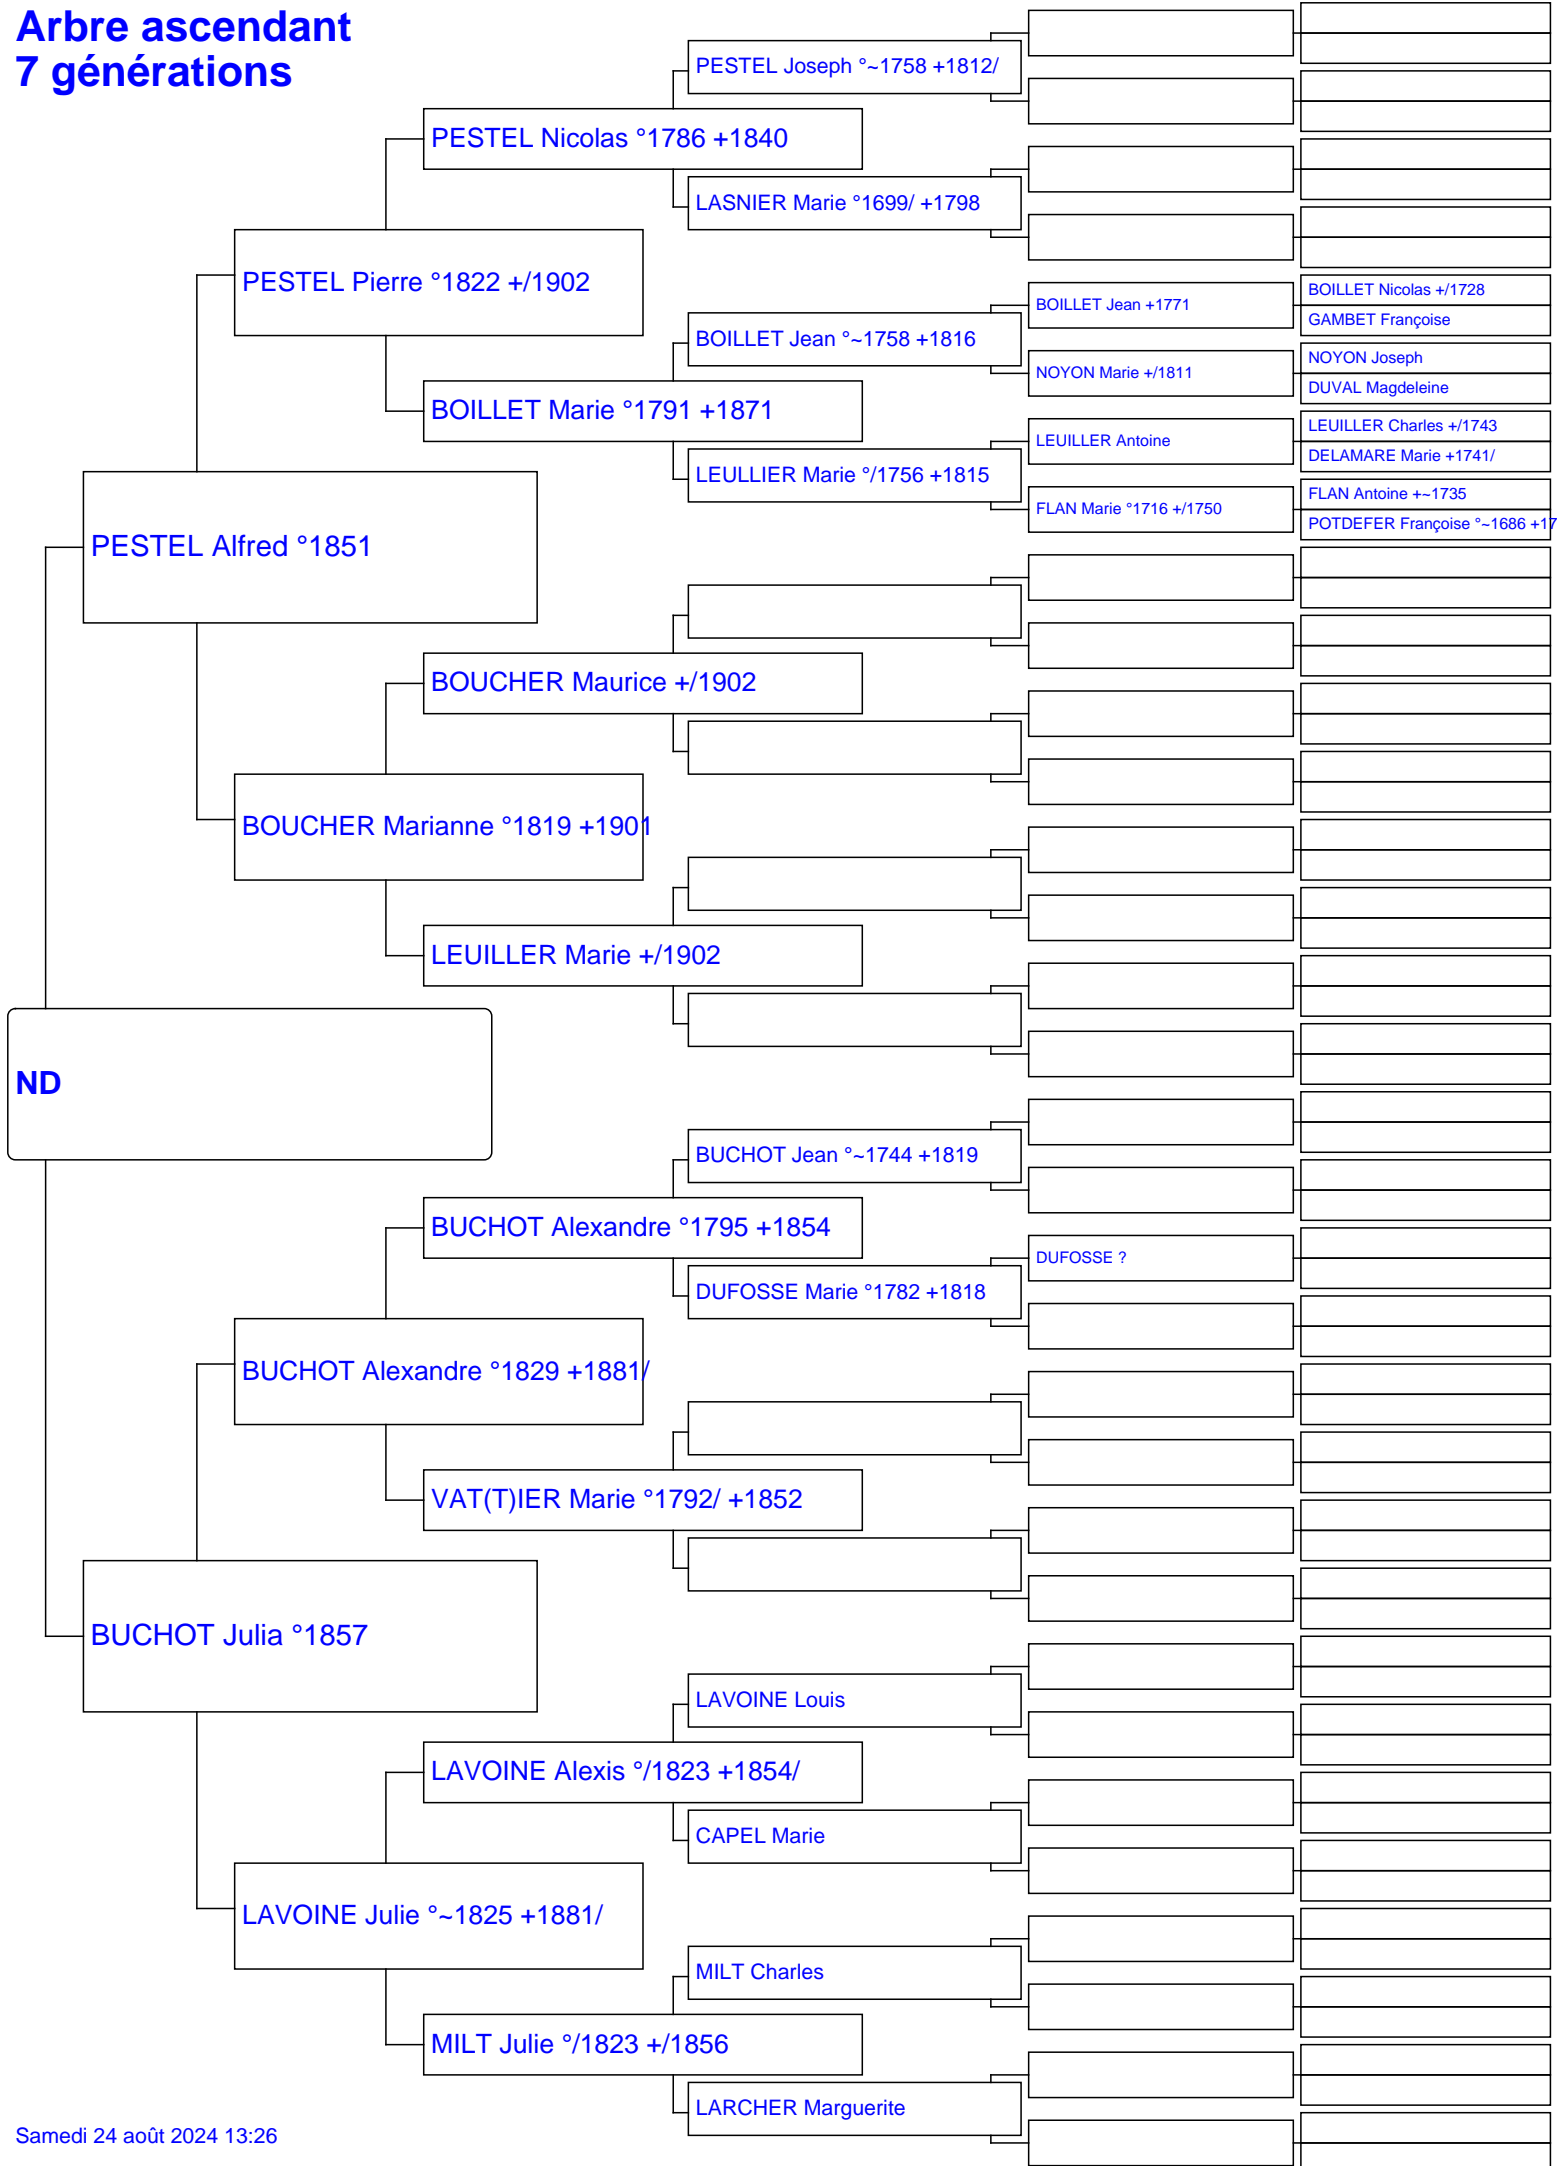 Arbre ascendant
7 générations
PESTEL Joseph °~1758 +1812/
PESTEL Nicolas °1786 +1840
LASNIER Marie °1699/ +1798
PESTEL Pierre °1822 +/1902
BOILLET Nicolas +/1728
BOILLET Jean +1771
GAMBET Françoise
BOILLET Jean °~1758 +1816
NOYON Joseph
NOYON Marie +/1811
DUVAL Magdeleine
BOILLET Marie °1791 +1871
LEUILLER Charles +/1743
LEUILLER Antoine
DELAMARE Marie +1741/
LEULLIER Marie °/1756 +1815
FLAN Antoine +~1735
FLAN Marie °1716 +/1750
POTDEFER Françoise °~1686 +17
PESTEL Alfred °1851
BOUCHER Maurice +/1902
BOUCHER Marianne °1819 +1901
LEUILLER Marie +/1902
ND
BUCHOT Jean °~1744 +1819
BUCHOT Alexandre °1795 +1854
DUFOSSE ?
DUFOSSE Marie °1782 +1818
BUCHOT Alexandre °1829 +1881/
VAT(T)IER Marie °1792/ +1852
BUCHOT Julia °1857
LAVOINE Louis
LAVOINE Alexis °/1823 +1854/
CAPEL Marie
LAVOINE Julie °~1825 +1881/
MILT Charles
MILT Julie °/1823 +/1856
LARCHER Marguerite
Samedi 24 août 2024 13:26